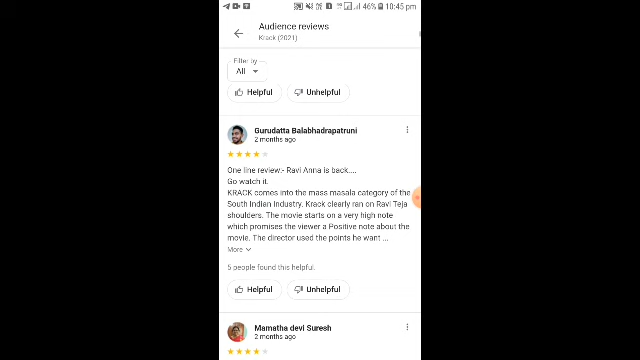 46% 10:45 pm
Audience reviews
Krack (2021)
Filter by
All
Helpful Unhelpful
Gurudatta Balabhadrapatruni
2 months ago
One line review:- Ravi Anna is back....
Go watch it.
KRACK comes into the mass masala category of the
South Indian Industry. Krack clearly ran on Ravi Teja
shoulders. The movie starts on a very high note
which promises the viewer a Positive note about the
movie. The director used the points he want ...
More
5 people found this helpful.
Helpful Unhelpful
Mamatha devi Suresh
2 months ago